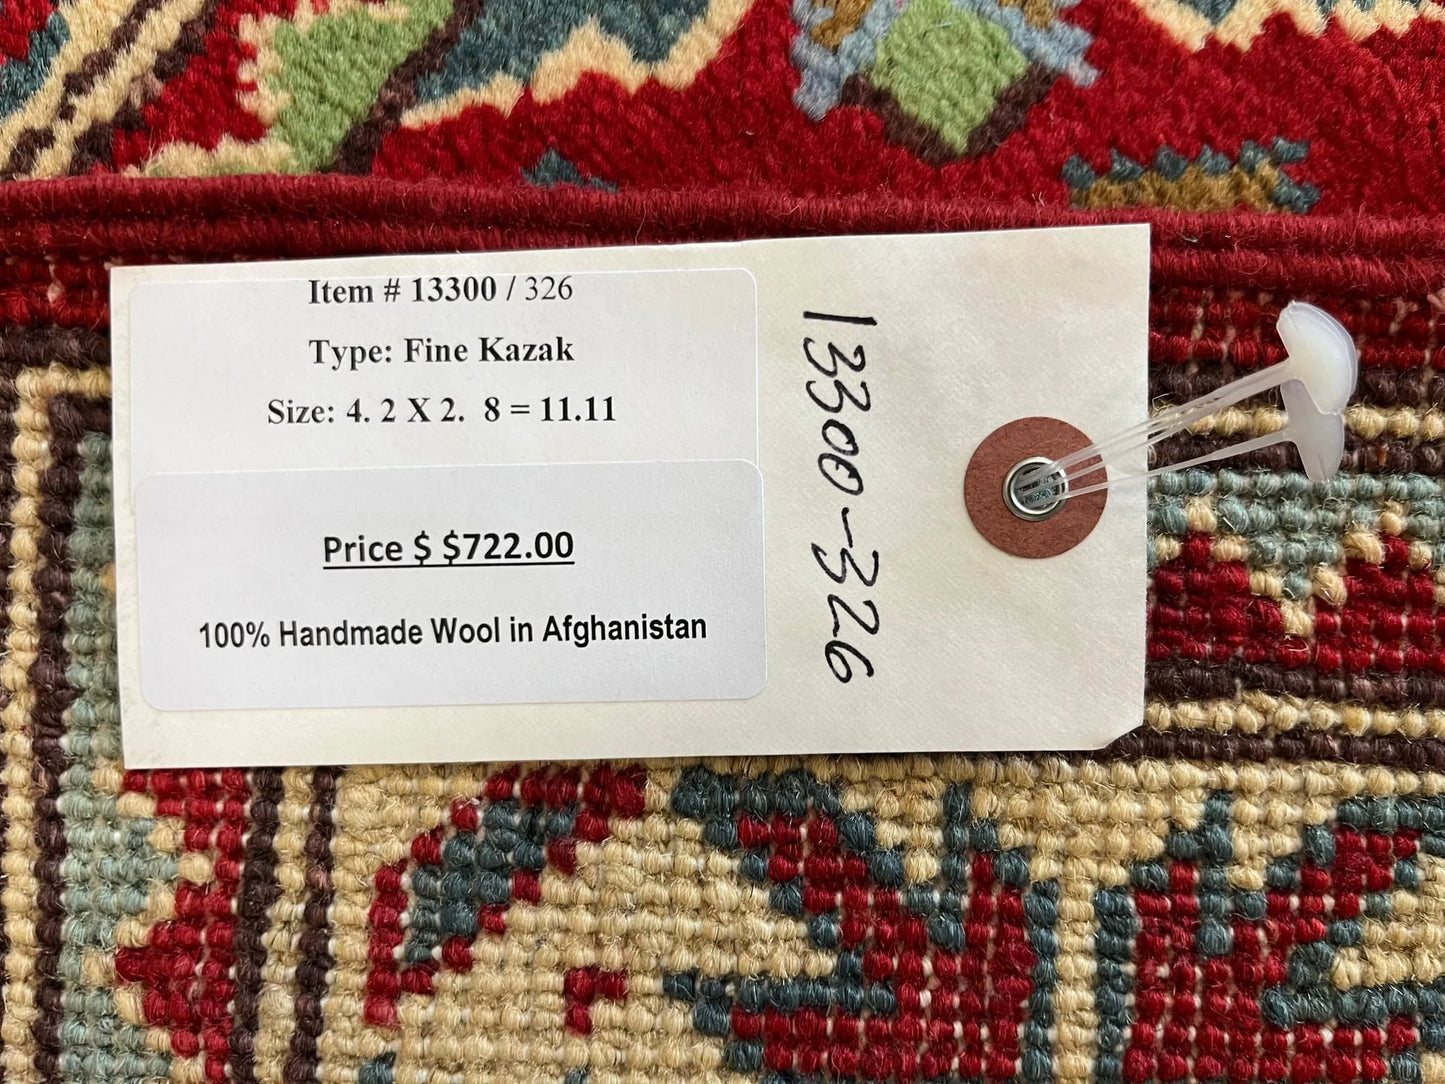 Item # 13300 / 326
Type: Fine Kazak
Size: 4. 2 X 2.  8 = 11.11
Price $ $722.00
100% Handmade Wool in Afghanistan
13300-326